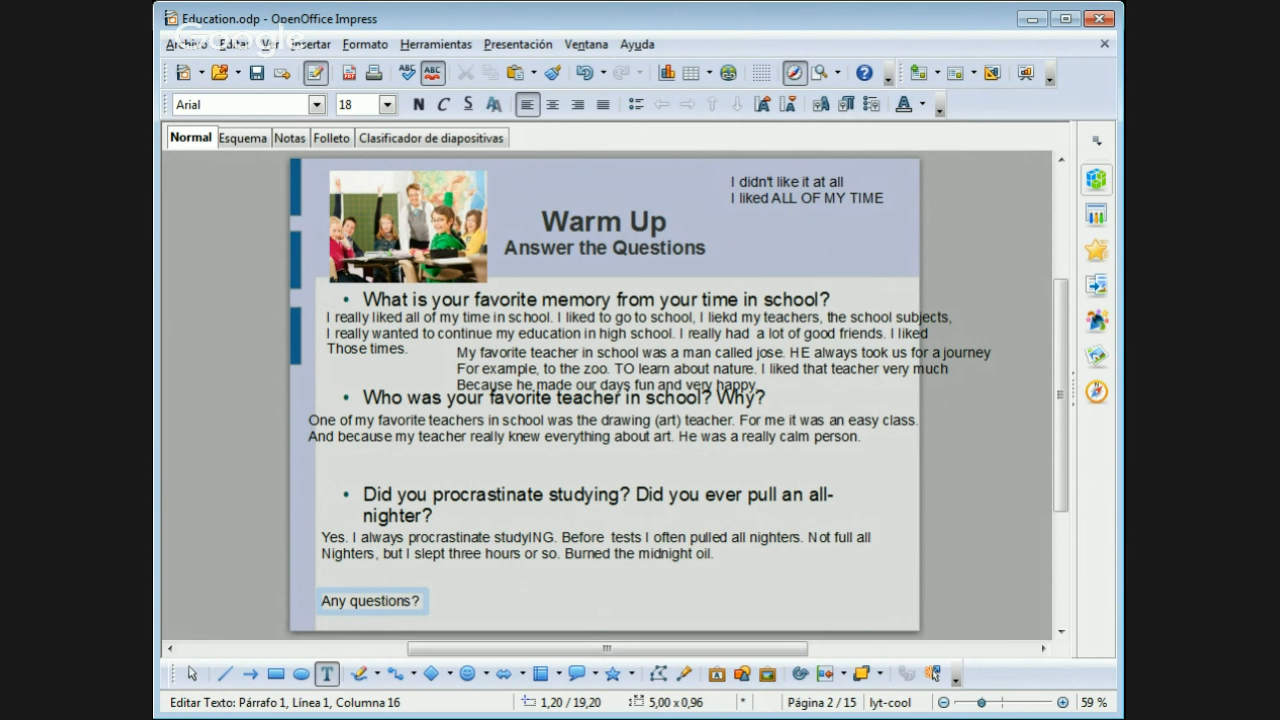 Education.odp - OpenOffice Impress
Google
Archivo Editar Ver Insertar Formato Herramientas Presentación Ventana Ayuda
Arial 18 N C S
Normal Esquema Notas Folleto Clasificador de diapositivas
I didn't like it at all
I liked ALL OF MY TIME
Warm Up
Answer the Questions
• What is your favorite memory from your time in school?
I really liked all of my time in school. I liked to go to school, I liekd my teachers, the school subjects,
I really wanted to continue my education in high school. I really had a lot of good friends. I liked
Those times.
My favorite teacher in school was a man called jose. HE always took us for a journey
For example, to the zoo. TO learn about nature. I liked that teacher very much
Because he made our days fun and very happy.
• Who was your favorite teacher in school? Why?
One of my favorite teachers in school was the drawing (art) teacher. For me it was an easy class.
And because my teacher really knew everything about art. He was a really calm person.
• Did you procrastinate studying? Did you ever pull an all-
nighter?
Yes. I always procrastinate studyING. Before tests I often pulled all nighters. Not full all
Nighters, but I slept three hours or so. Burned the midnight oil.
Any questions?
Editar Texto: Párrafo 1, Línea 1, Columna 16 1,20 / 19,20 5,00 x 0,96 * Página 2 / 15 lyt-cool 59 %